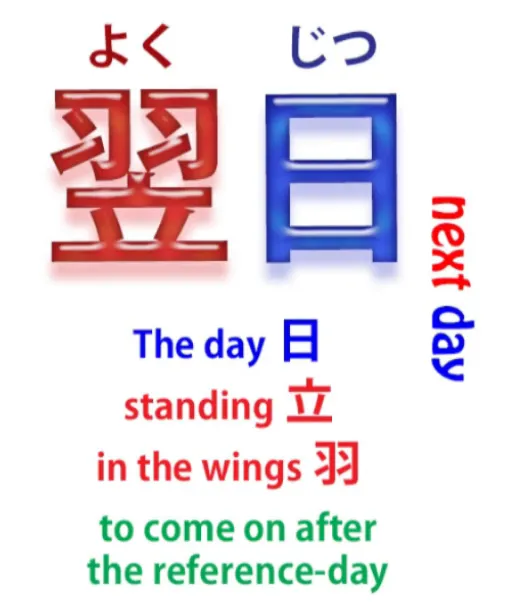 よく じつ
翌日
next day
The day 日
standing 立
in the wings 羽
to come on after
the reference-day